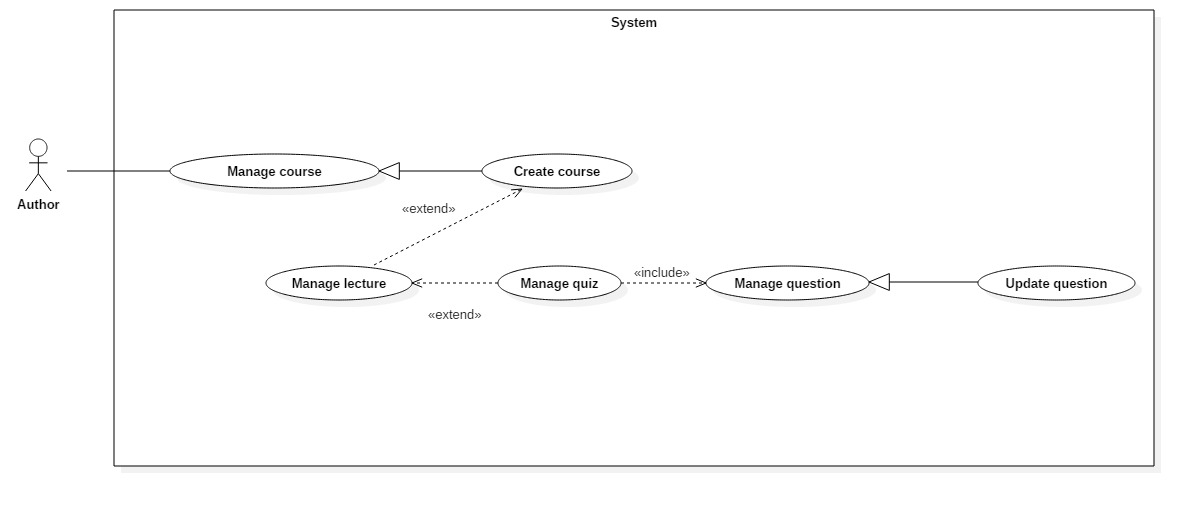 System
Manage course
Create course
Author
«extend»
Manage lecture
Manage quiz
«include»
Manage question
Update question
«extend»